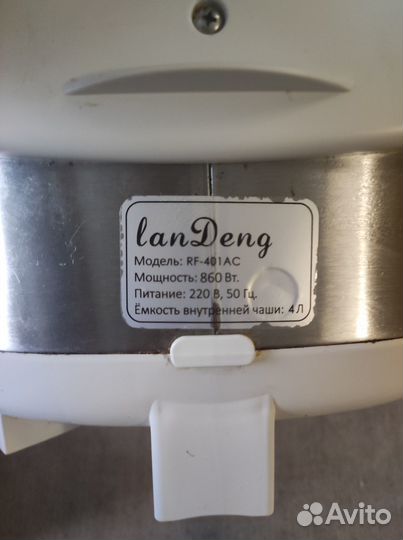 lanDeng
Модель: RF-401AC
Мощность: 860 Вт.
Питание: 220 В, 50 Гц.
Ёмкость внутренней чаши: 4 Л
Avito